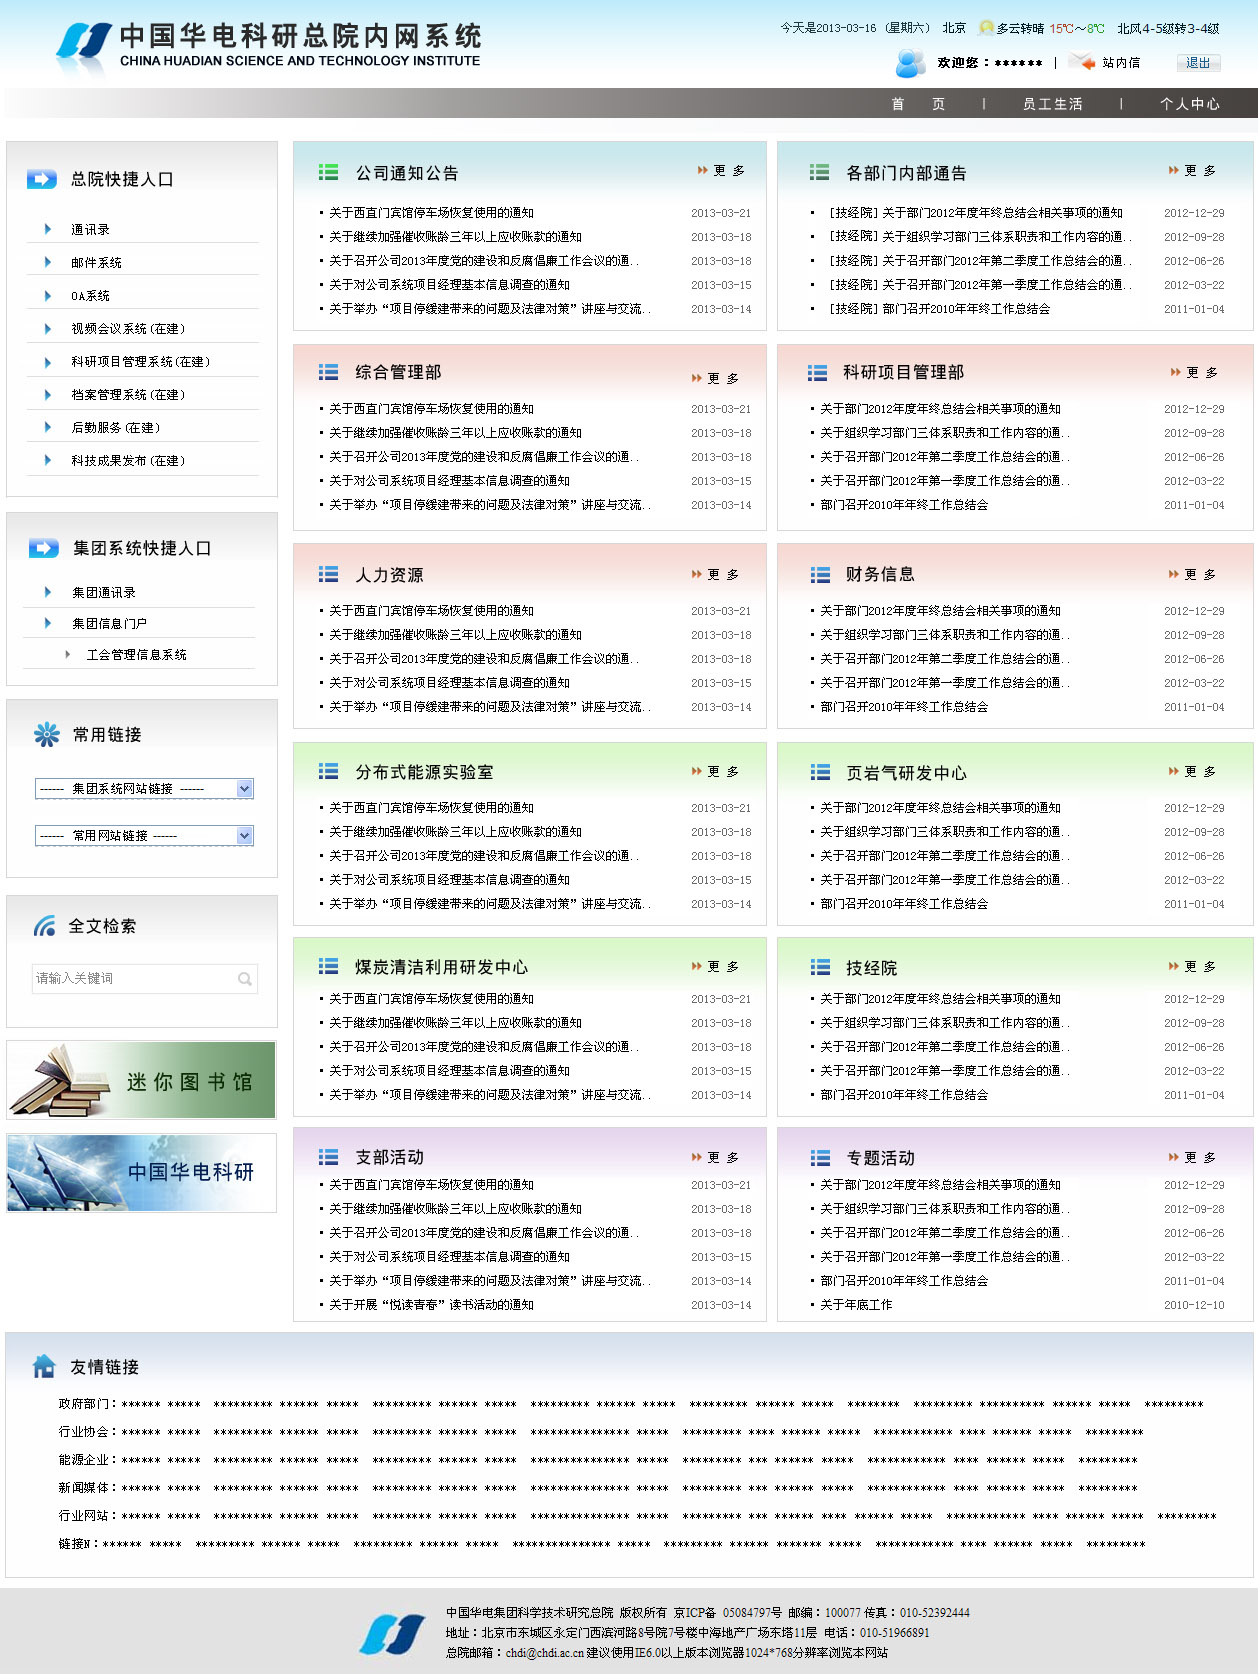 中国华电科研总院内网系统
CHINA HUADIAN SCIENCE AND TECHNOLOGY INSTITUTE
今天是2013-03-16 (星期六) 北京 多云转晴 15℃~8℃ 北风4-5级转3-4级
欢迎您：****** | 站内信 退出
首 页 | 员工生活 | 个人中心
总院快捷入口
通讯录
邮件系统
OA系统
视频会议系统(在建)
科研项目管理系统(在建)
档案管理系统(在建)
后勤服务(在建)
科技成果发布(在建)
集团系统快捷入口
集团通讯录
集团信息门户
工会管理信息系统
常用链接
------ 集团系统网站链接 ------
------ 常用网站链接 ------
全文检索
请输入关键词
迷你图书馆
中国华电科研
公司通知公告 更 多
关于西直门宾馆停车场恢复使用的通知 2013-03-21
关于继续加强催收账龄三年以上应收账款的通知 2013-03-18
关于召开公司2013年度党的建设和反腐倡廉工作会议的通.. 2013-03-18
关于对公司系统项目经理基本信息调查的通知 2013-03-15
关于举办“项目停缓建带来的问题及法律对策”讲座与交流.. 2013-03-14
各部门内部通告 更 多
[技经院] 关于部门2012年度年终总结会相关事项的通知 2012-12-29
[技经院] 关于组织学习部门三体系职责和工作内容的通.. 2012-09-28
[技经院] 关于召开部门2012年第二季度工作总结会的通.. 2012-06-26
[技经院] 关于召开部门2012年第一季度工作总结会的通.. 2012-03-22
[技经院] 部门召开2010年年终工作总结会 2011-01-04
综合管理部 更 多
关于西直门宾馆停车场恢复使用的通知 2013-03-21
关于继续加强催收账龄三年以上应收账款的通知 2013-03-18
关于召开公司2013年度党的建设和反腐倡廉工作会议的通.. 2013-03-18
关于对公司系统项目经理基本信息调查的通知 2013-03-15
关于举办“项目停缓建带来的问题及法律对策”讲座与交流.. 2013-03-14
科研项目管理部 更 多
关于部门2012年度年终总结会相关事项的通知 2012-12-29
关于组织学习部门三体系职责和工作内容的通.. 2012-09-28
关于召开部门2012年第二季度工作总结会的通.. 2012-06-26
关于召开部门2012年第一季度工作总结会的通.. 2012-03-22
部门召开2010年年终工作总结会 2011-01-04
人力资源 更 多
关于西直门宾馆停车场恢复使用的通知 2013-03-21
关于继续加强催收账龄三年以上应收账款的通知 2013-03-18
关于召开公司2013年度党的建设和反腐倡廉工作会议的通.. 2013-03-18
关于对公司系统项目经理基本信息调查的通知 2013-03-15
关于举办“项目停缓建带来的问题及法律对策”讲座与交流.. 2013-03-14
财务信息 更 多
关于部门2012年度年终总结会相关事项的通知 2012-12-29
关于组织学习部门三体系职责和工作内容的通.. 2012-09-28
关于召开部门2012年第二季度工作总结会的通.. 2012-06-26
关于召开部门2012年第一季度工作总结会的通.. 2012-03-22
部门召开2010年年终工作总结会 2011-01-04
分布式能源实验室 更 多
关于西直门宾馆停车场恢复使用的通知 2013-03-21
关于继续加强催收账龄三年以上应收账款的通知 2013-03-18
关于召开公司2013年度党的建设和反腐倡廉工作会议的通.. 2013-03-18
关于对公司系统项目经理基本信息调查的通知 2013-03-15
关于举办“项目停缓建带来的问题及法律对策”讲座与交流.. 2013-03-14
页岩气研发中心 更 多
关于部门2012年度年终总结会相关事项的通知 2012-12-29
关于组织学习部门三体系职责和工作内容的通.. 2012-09-28
关于召开部门2012年第二季度工作总结会的通.. 2012-06-26
关于召开部门2012年第一季度工作总结会的通.. 2012-03-22
部门召开2010年年终工作总结会 2011-01-04
煤炭清洁利用研发中心 更 多
关于西直门宾馆停车场恢复使用的通知 2013-03-21
关于继续加强催收账龄三年以上应收账款的通知 2013-03-18
关于召开公司2013年度党的建设和反腐倡廉工作会议的通.. 2013-03-18
关于对公司系统项目经理基本信息调查的通知 2013-03-15
关于举办“项目停缓建带来的问题及法律对策”讲座与交流.. 2013-03-14
技经院 更 多
关于部门2012年度年终总结会相关事项的通知 2012-12-29
关于组织学习部门三体系职责和工作内容的通.. 2012-09-28
关于召开部门2012年第二季度工作总结会的通.. 2012-06-26
关于召开部门2012年第一季度工作总结会的通.. 2012-03-22
部门召开2010年年终工作总结会 2011-01-04
支部活动 更 多
关于西直门宾馆停车场恢复使用的通知 2013-03-21
关于继续加强催收账龄三年以上应收账款的通知 2013-03-18
关于召开公司2013年度党的建设和反腐倡廉工作会议的通.. 2013-03-18
关于对公司系统项目经理基本信息调查的通知 2013-03-15
关于举办“项目停缓建带来的问题及法律对策”讲座与交流.. 2013-03-14
关于开展“悦读青春”读书活动的通知 2013-03-14
专题活动 更 多
关于部门2012年度年终总结会相关事项的通知 2012-12-29
关于组织学习部门三体系职责和工作内容的通.. 2012-09-28
关于召开部门2012年第二季度工作总结会的通.. 2012-06-26
关于召开部门2012年第一季度工作总结会的通.. 2012-03-22
部门召开2010年年终工作总结会 2011-01-04
关于年底工作 2010-12-10
友情链接
政府部门：****** ***** ********* ****** ***** ********* ****** ***** ********* ****** ***** ********* ****** ***** ******** ********* ********** ****** ***** *********
行业协会：****** ***** ********* ****** ***** ********* ****** ***** *************** ***** ********* **** ****** ***** ************ **** ****** ***** *********
能源企业：****** ***** ********* ****** ***** ********* ****** ***** *************** ***** ********* *** ****** ***** ************ **** ****** ***** *********
新闻媒体：****** ***** ********* ****** ***** ********* ****** ***** *************** ***** ********* *** ****** ***** ************ **** ****** ***** *********
行业网站：****** ***** ********* ****** ***** ********* ****** ***** *************** ***** ********* *** ****** **** ****** ***** ************ **** ****** ***** *********
链接N：****** ***** ********* ****** ***** ********* ****** ***** *************** ***** ********* ****** ******* ***** ************ **** ****** ***** *********
中国华电集团科学技术研究总院 版权所有 京ICP备 05084797号 邮编：100077 传真：010-52392444
地址：北京市东城区永定门西滨河路8号院7号楼中海地产广场东塔11层 电话：010-51966891
总院邮箱：chdi@chdi.ac.cn 建议使用IE6.0以上版本浏览器1024*768分辨率浏览本网站